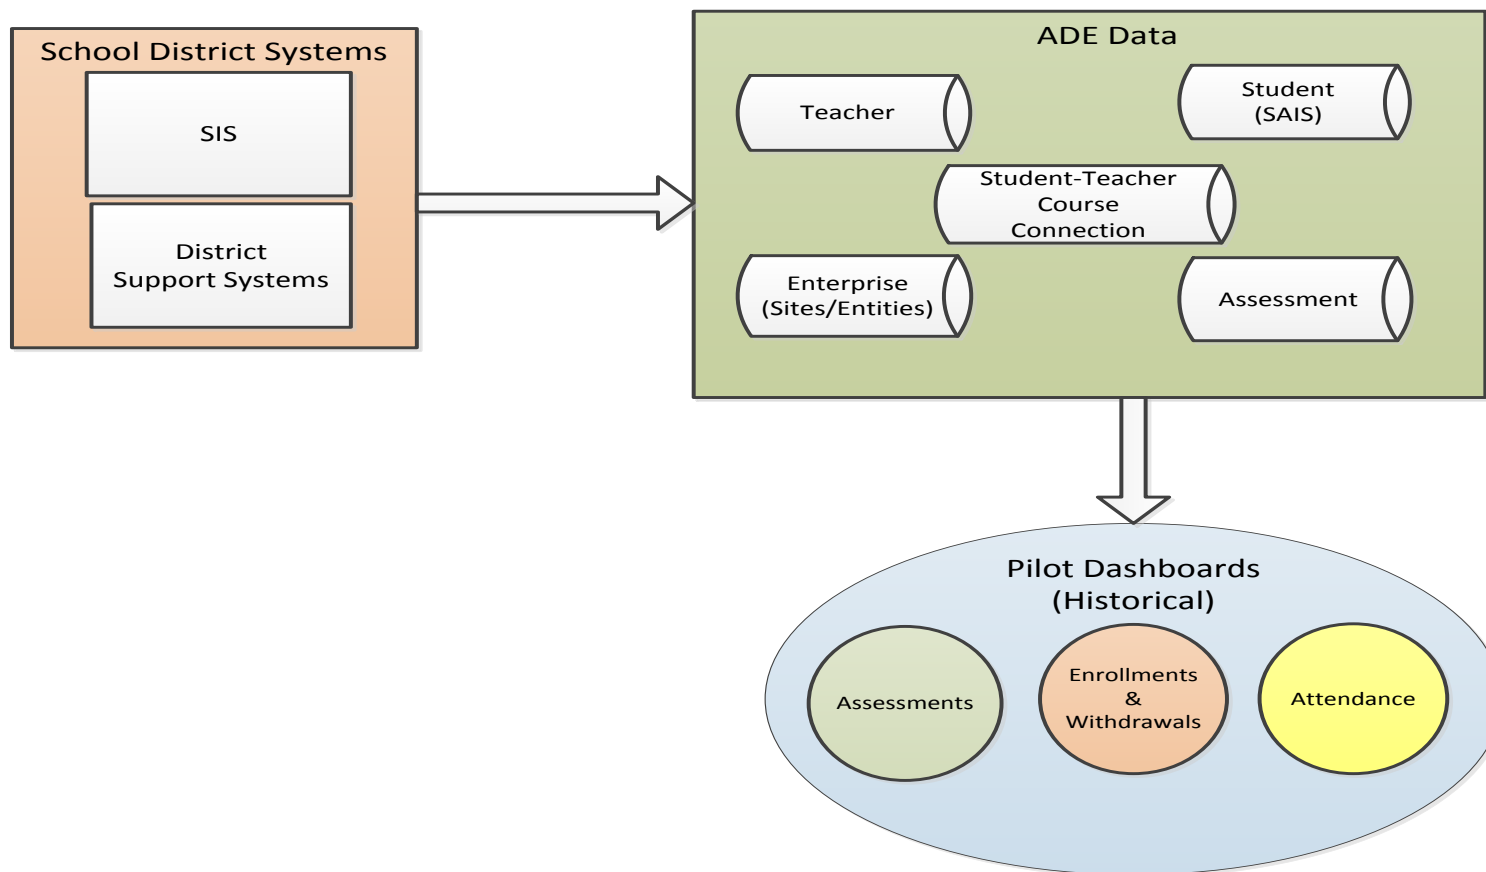 School District Systems
SIS
District
Support Systems
ADE Data
Teacher
Student
(SAIS)
Student-Teacher
Course
Connection
Enterprise
(Sites/Entities)
Assessment
Pilot Dashboards
(Historical)
Assessments
Enrollments
&
Withdrawals
Attendance